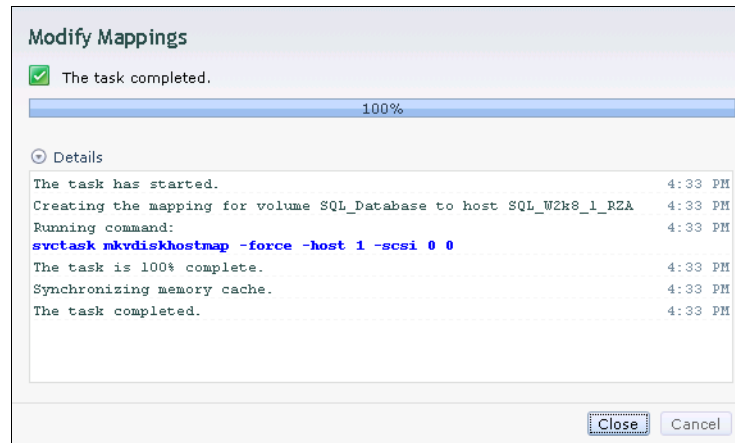 Modify Mappings
The task completed.
100%
Details
The task has started. 4:33 PM
Creating the mapping for volume SQL_Database to host SQL_W2k8_1_RZA 4:33 PM
Running command: 4:33 PM
svctask mkvdiskhostmap -force -host 1 -scsi 0 0
The task is 100% complete. 4:33 PM
Synchronizing memory cache. 4:33 PM
The task completed. 4:33 PM
Close Cancel